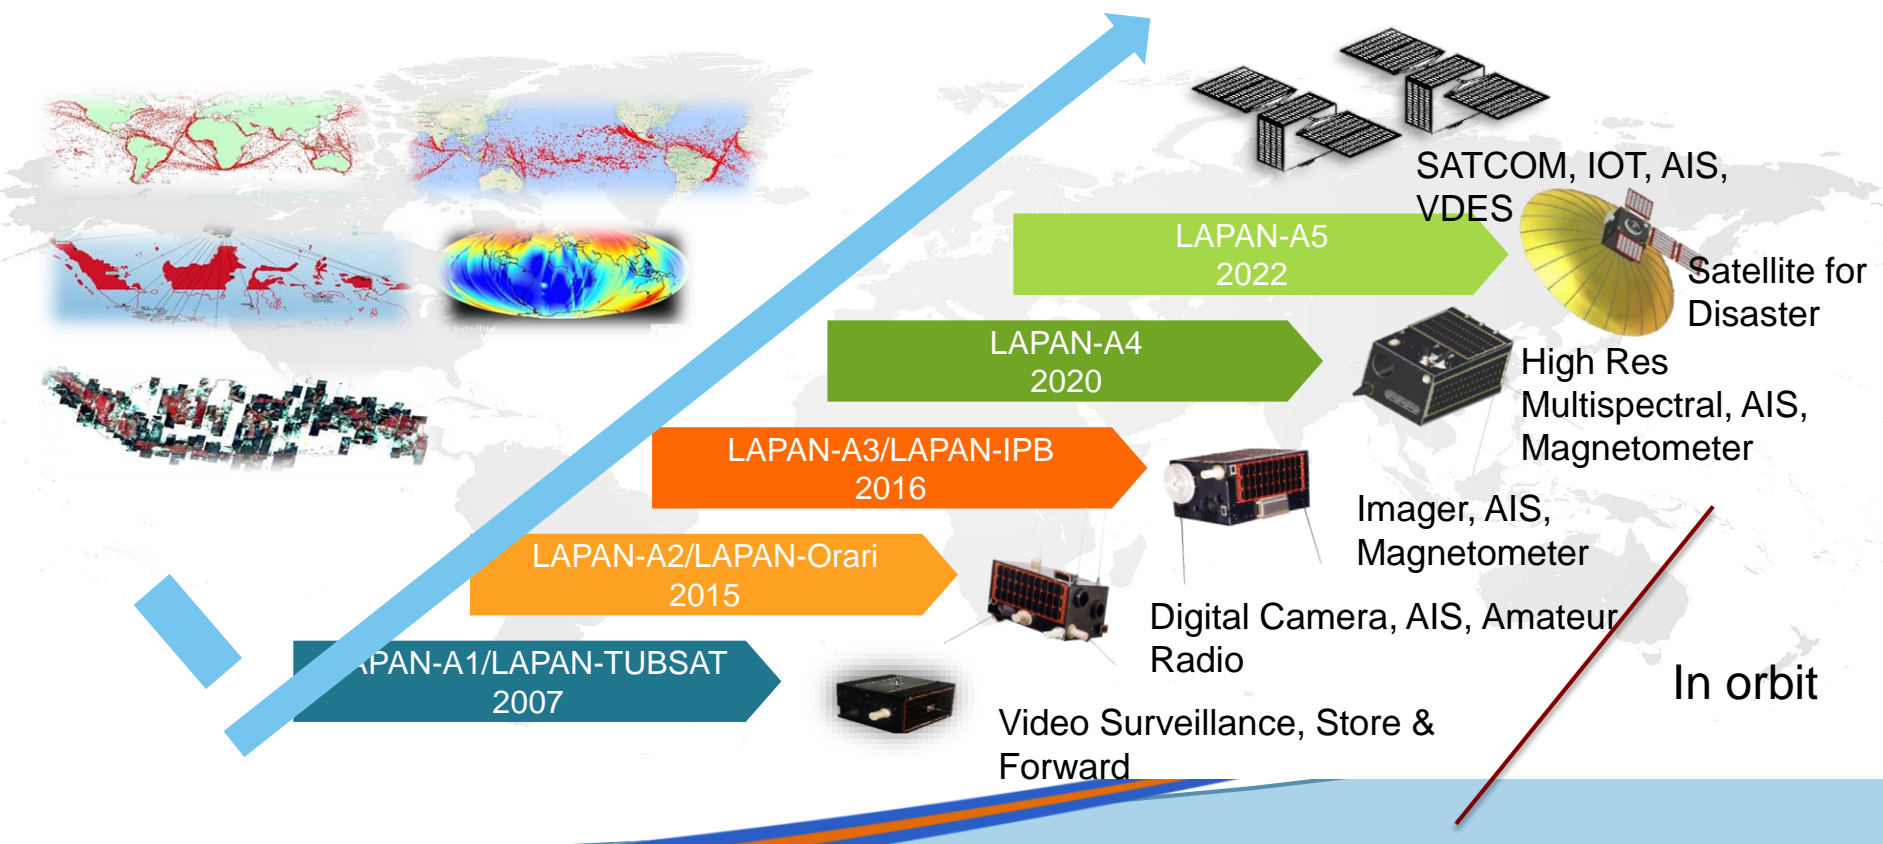 SATCOM, IOT, AIS,
VDES
LAPAN-A5
2022
Satellite for
Disaster
LAPAN-A4
2020
High Res
Multispectral, AIS,
Magnetometer
LAPAN-A3/LAPAN-IPB
2016
Imager, AIS,
Magnetometer
LAPAN-A2/LAPAN-Orari
2015
Digital Camera, AIS, Amateur
Radio
APAN-A1/LAPAN-TUBSAT
2007
Video Surveillance, Store &
Forward
In orbit